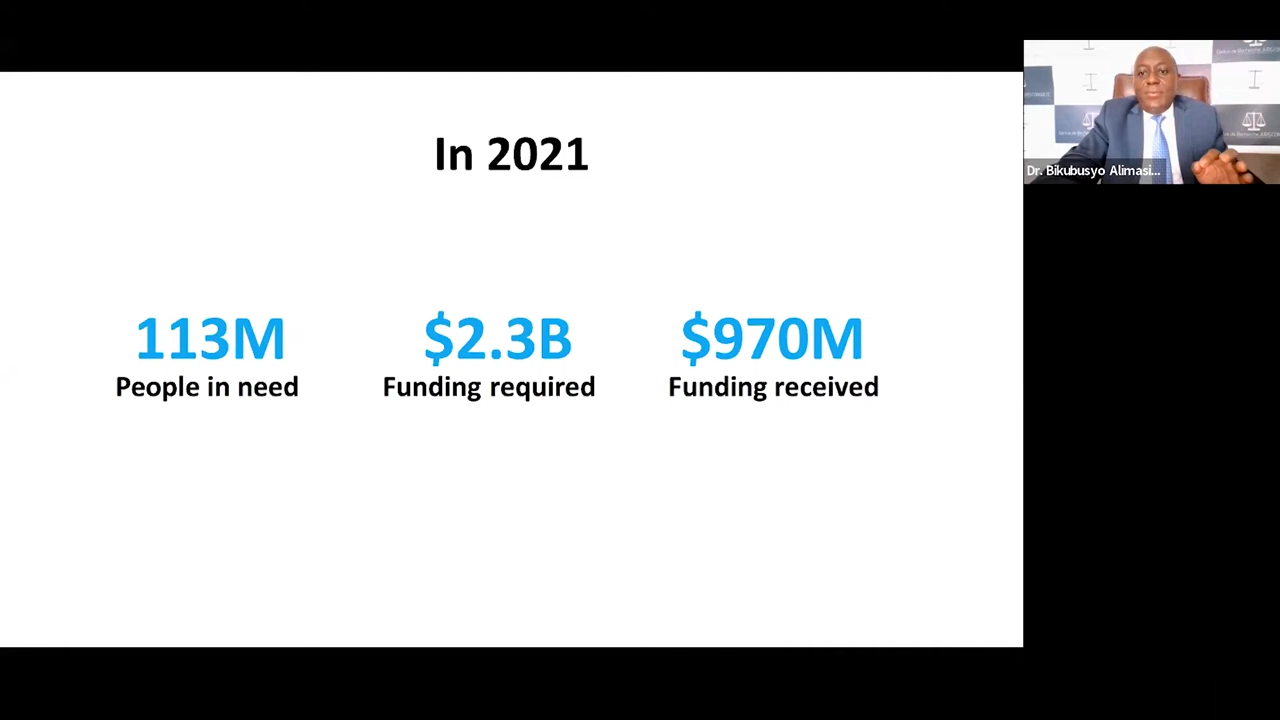 In 2021
113M
People in need
$2.3B
Funding required
$970M
Funding received
Dr. Bikubusyo Alimasi...